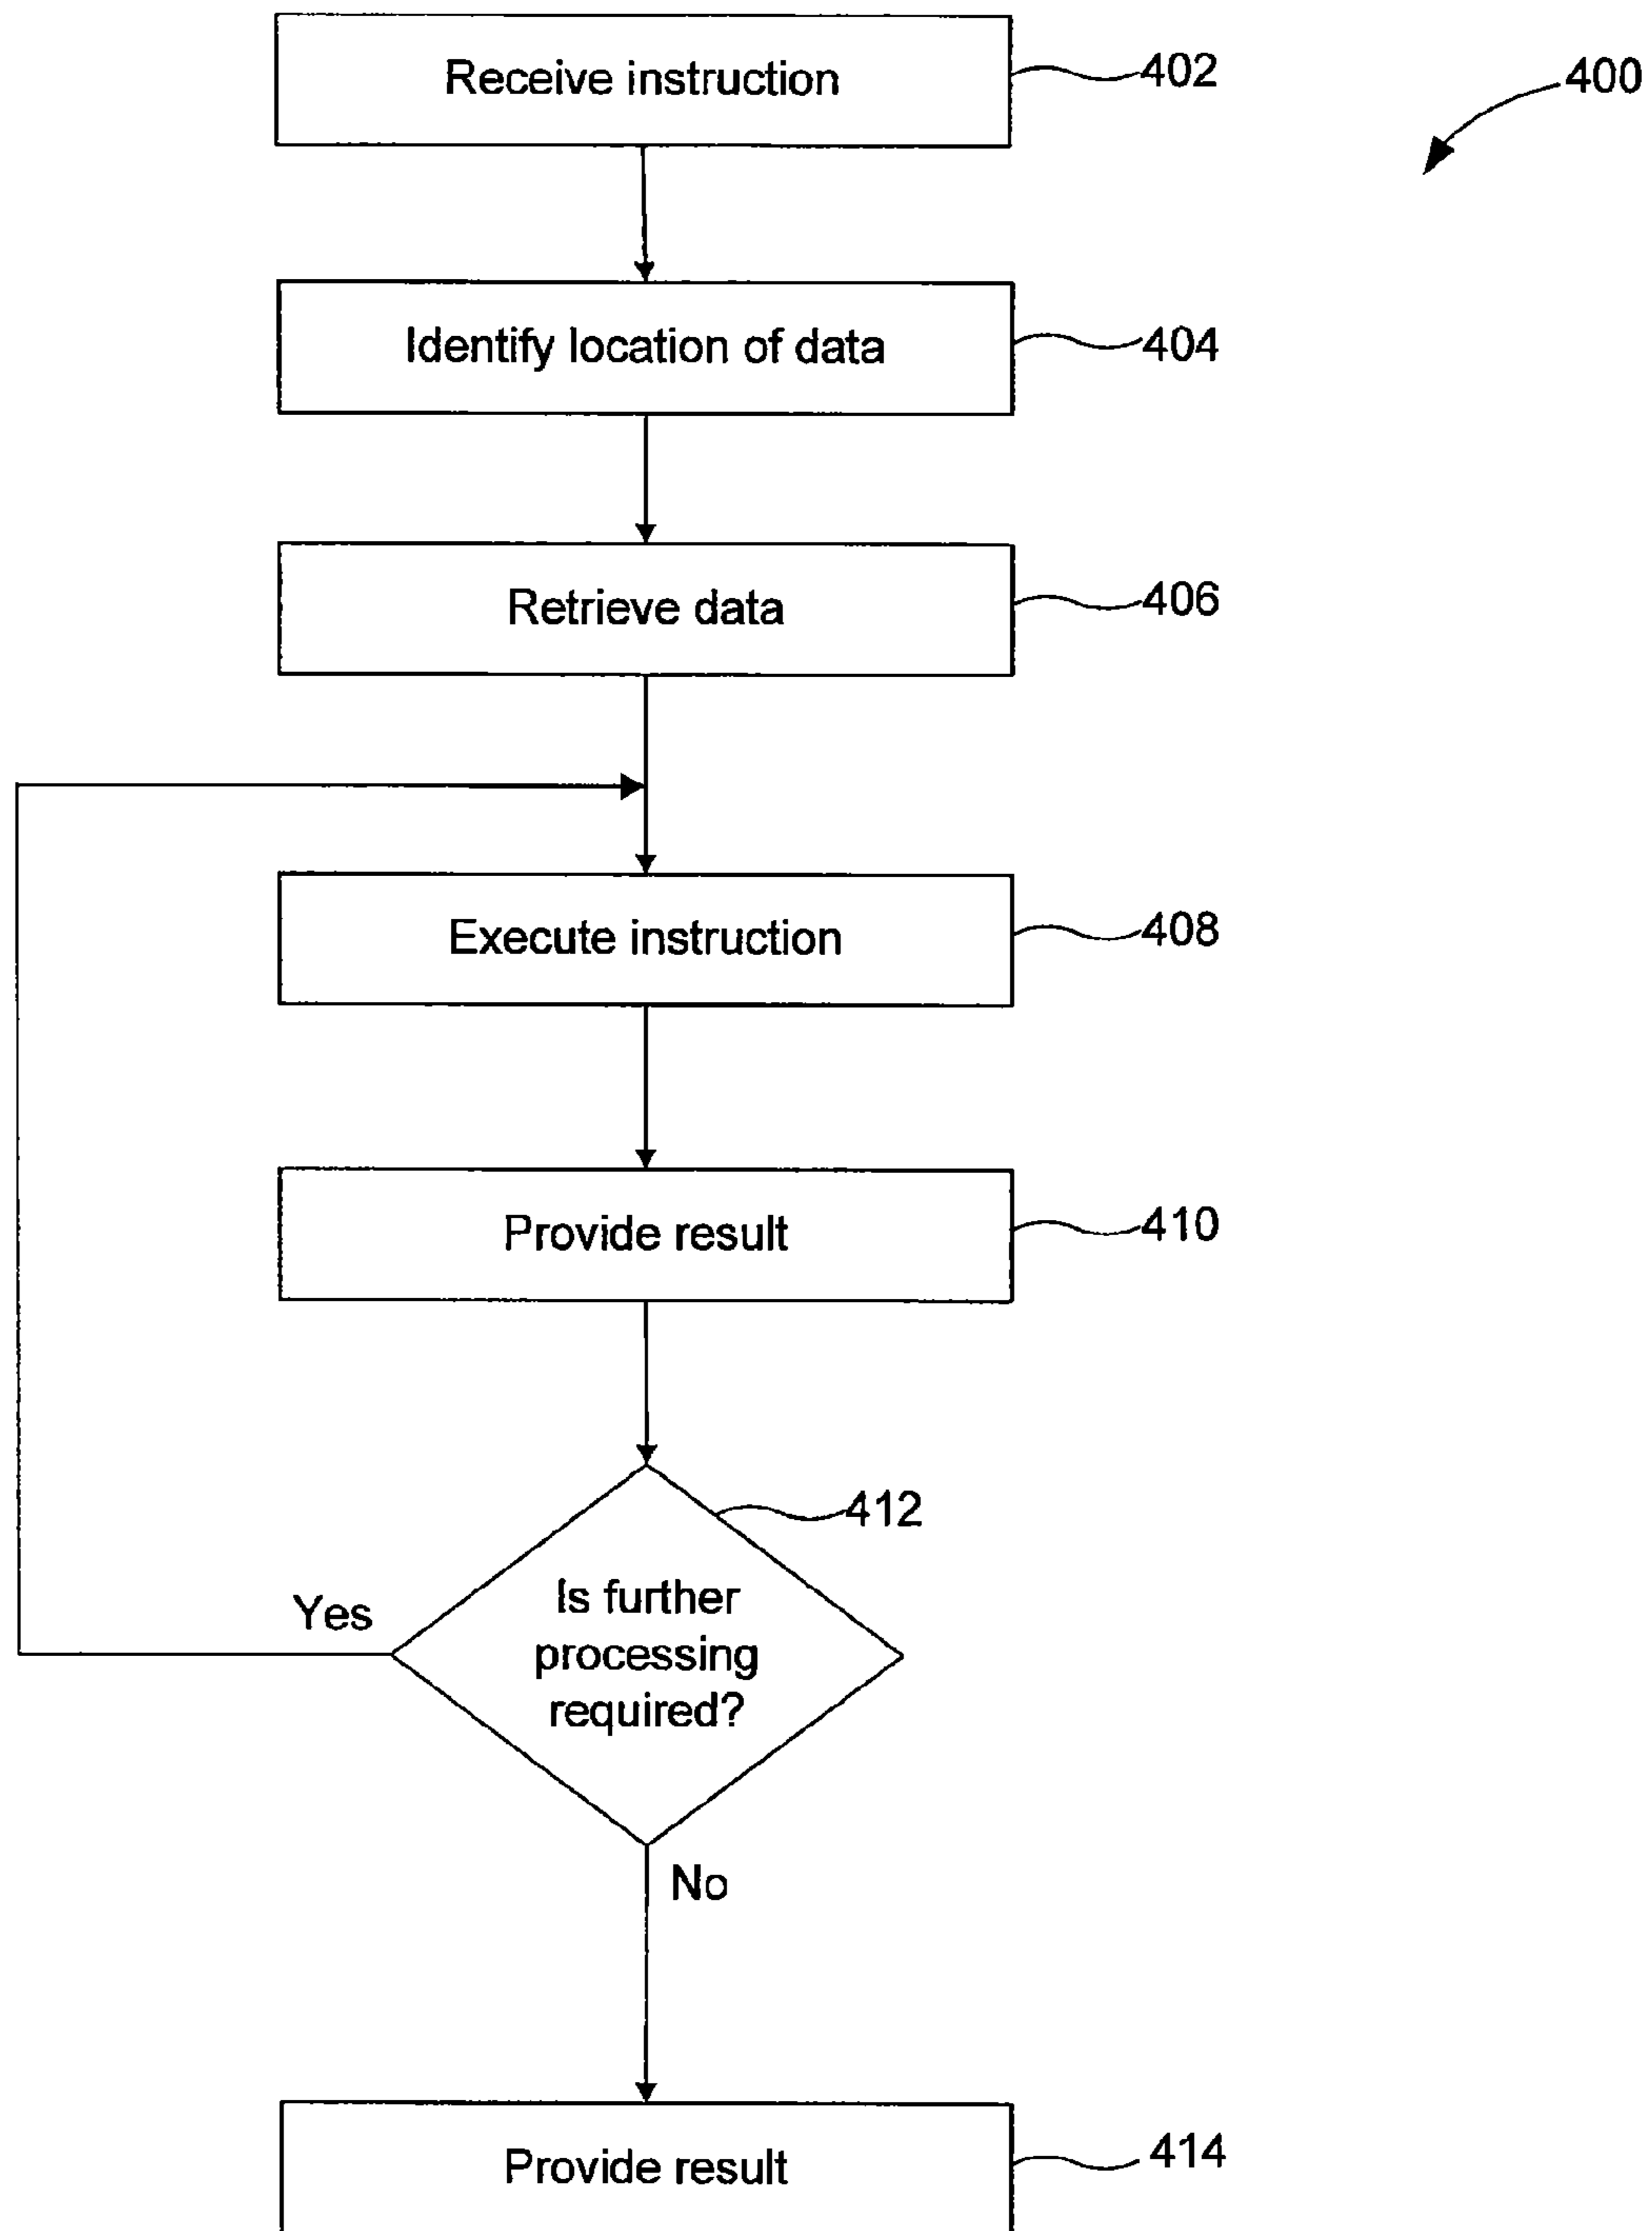 Receive instruction
402
400
Identify location of data
404
Retrieve data
406
Execute instruction
408
Provide result
410
412
Is further
processing
required?
Yes
No
Provide result
414